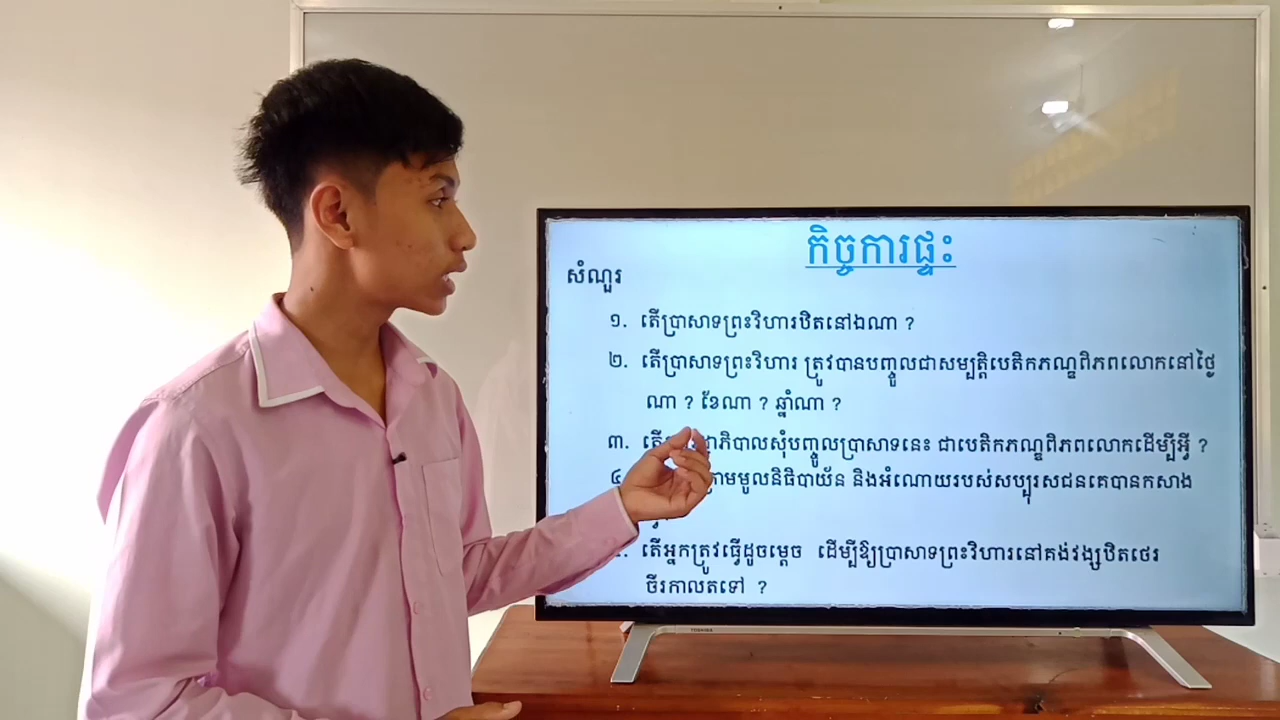 កិច្ចការផ្ទះ
សំណួរ
១. តើប្រាសាទព្រះវិហារឋិតនៅឯណា ?
២. តើប្រាសាទព្រះវិហារ ត្រូវបានបញ្ចូលជាសម្បត្តិបេតិកភណ្ឌពិភពលោកនៅថ្ងៃ
ណា ? ខែណា ? ឆ្នាំណា ?
៣. តើ ដ្ឋាភិបាលសុំបញ្ចូលប្រាសាទនេះ ជាបេតិកភណ្ឌពិភពលោកដើម្បីអ្វី ?
៤ ក្រោមមូលនិធិបាយ័ន និងអំណោយរបស់សប្បុរសជនគេបានកសាង
. តើអ្នកត្រូវធ្វើដូចម្ដេច ដើម្បីឱ្យប្រាសាទព្រះវិហារនៅគង់វង្សឋិតថេរ
ចីរកាលតទៅ ?
TOSHIBA